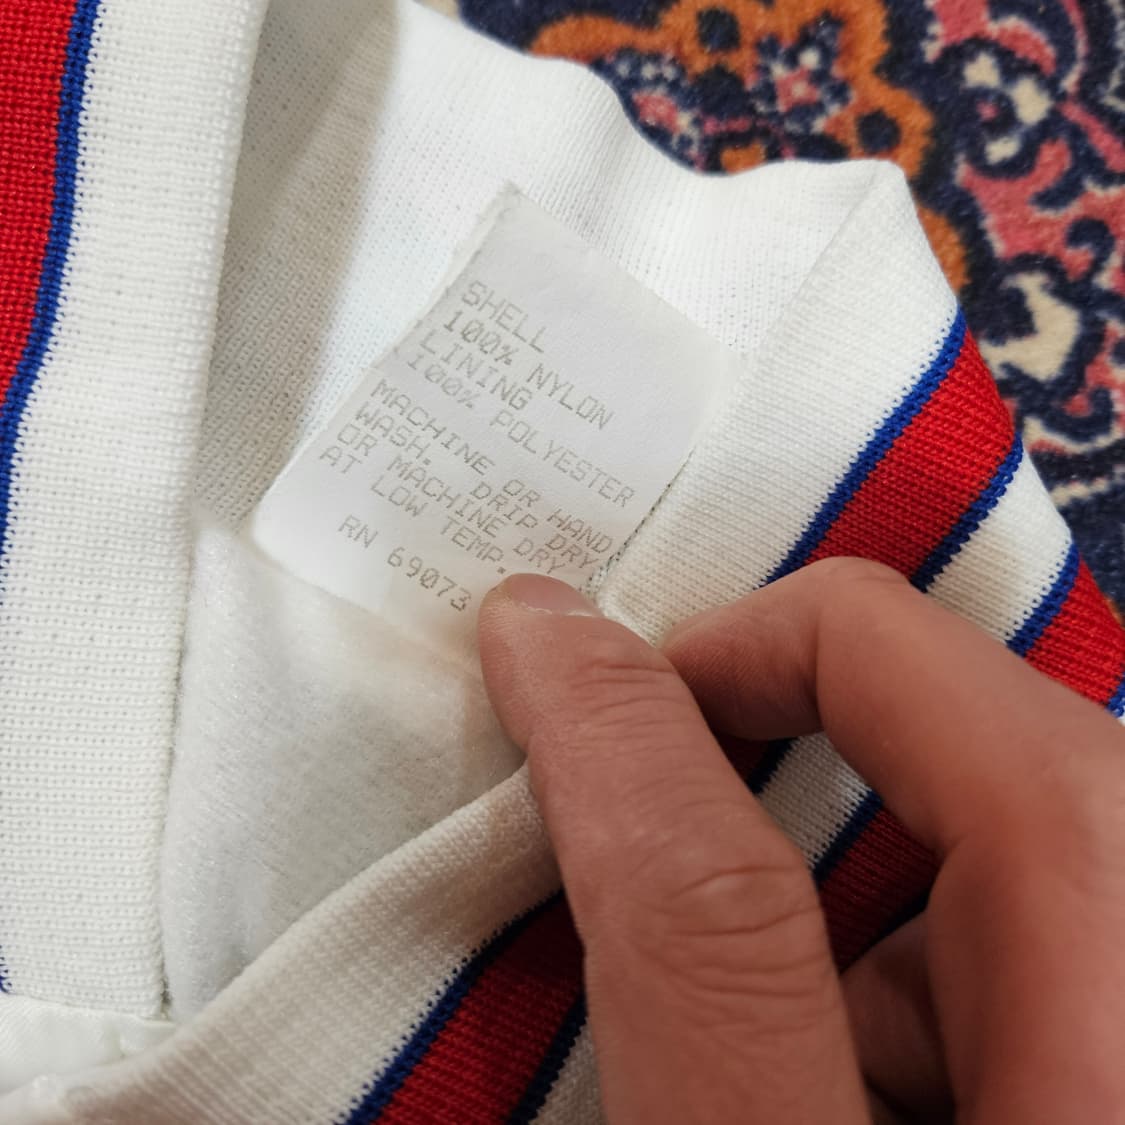 SHELL
100% NYLON
LINING
100% POLYESTER
MACHINE OR HAND
WASH. DRIP DRY
OR MACHINE DRY
AT LOW TEMP.
RN 69073